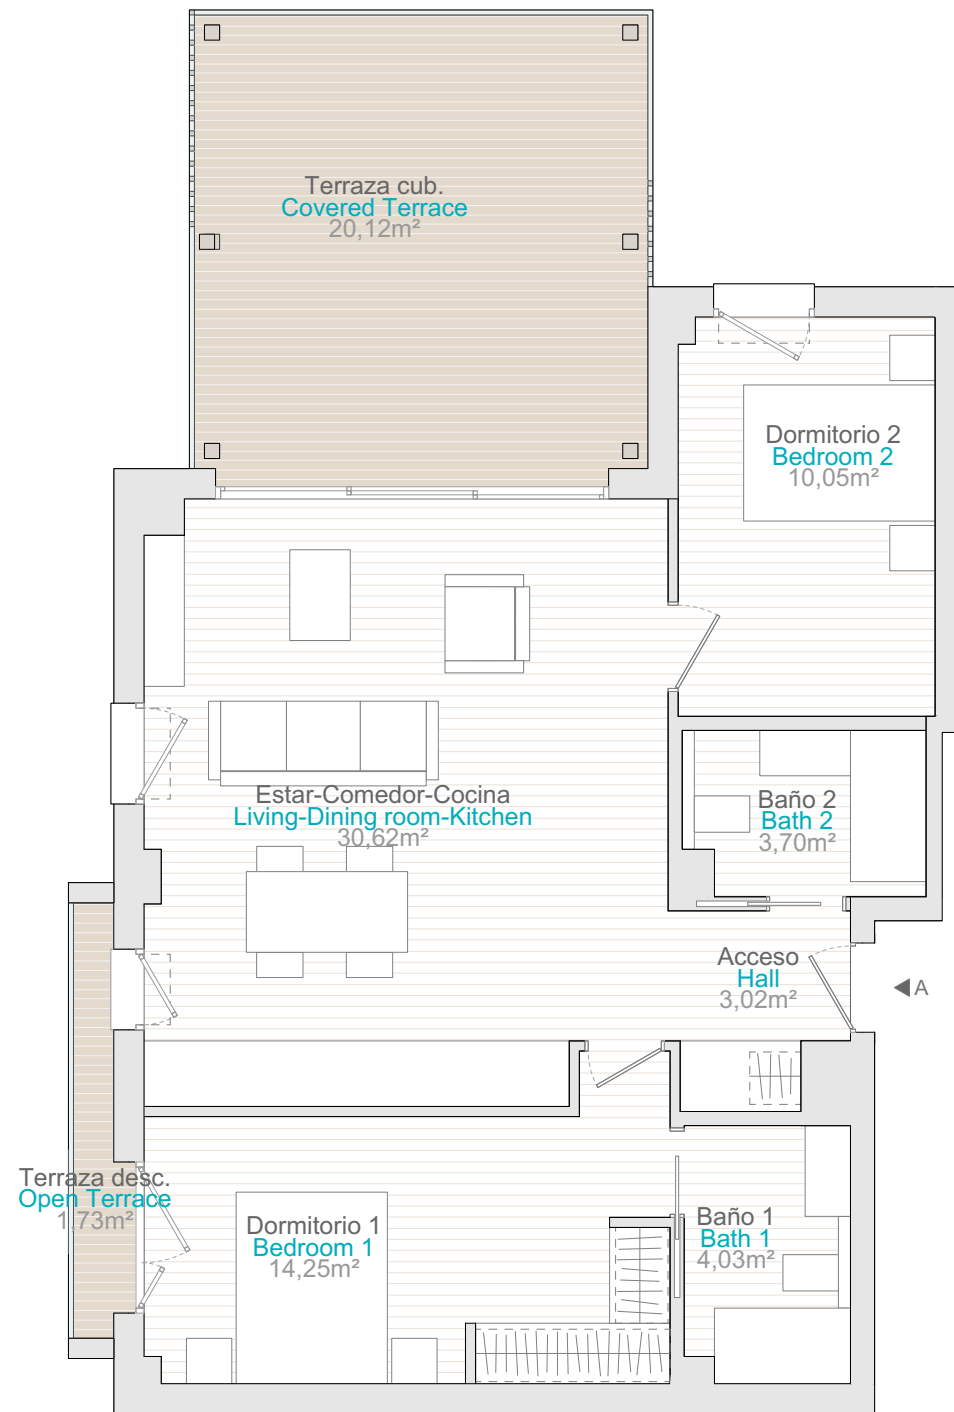 Terraza cub.
Covered Terrace
20,12m²
Dormitorio 2
Bedroom 2
10,05m²
Estar-Comedor-Cocina
Living-Dining room-Kitchen
30,62m²
Baño 2
Bath 2
3,70m²
Acceso
Hall
3,02m²
A
Terraza desc.
Open Terrace
1,73m²
Dormitorio 1
Bedroom 1
14,25m²
Baño 1
Bath 1
4,03m²